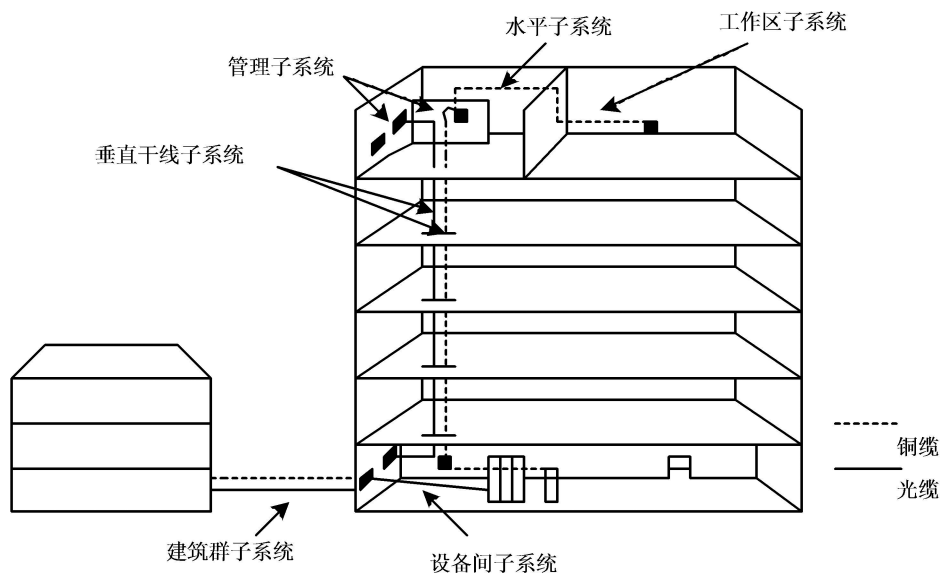 水平子系统
工作区子系统
管理子系统
垂直干线子系统
铜缆
光缆
建筑群子系统
设备间子系统